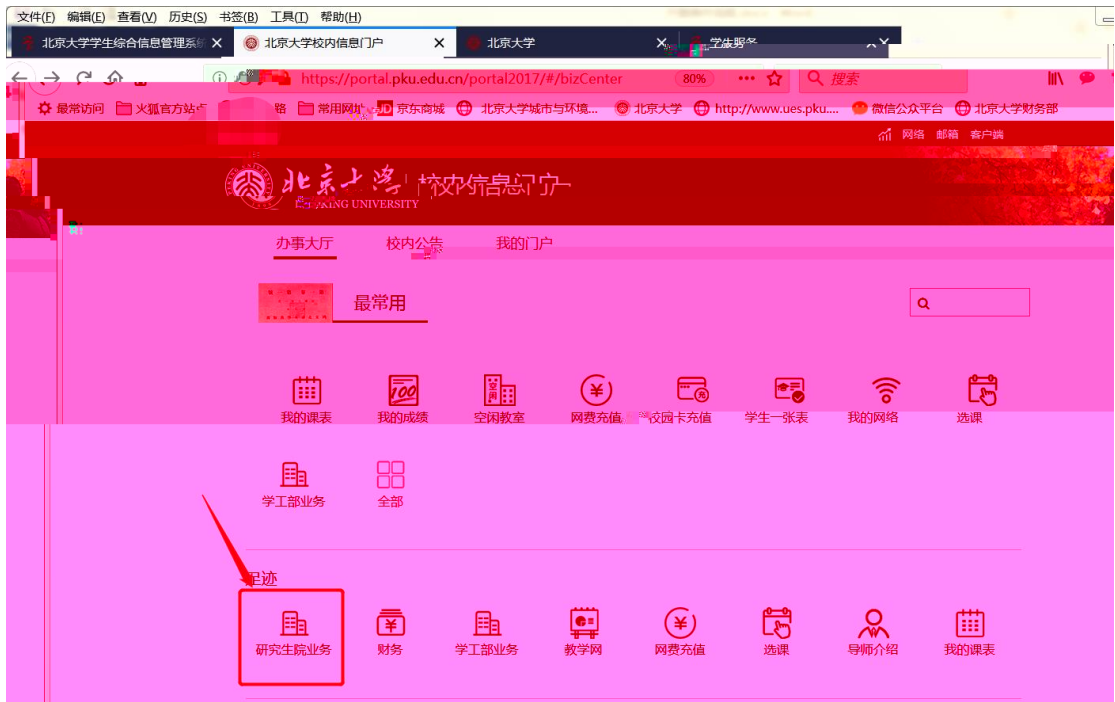 文件(F) 编辑(E) 查看(V) 历史(S) 书签(B) 工具(T) 帮助(H)
北京大学学生综合信息管理系统 北京大学校内信息门户 北京大学
https://portal.pku.edu.cn/portal2017/#/bizCenter 80% 搜索
最常访问 火狐官方站点 常用网址 JD 京东商城 北京大学城市与环境... 北京大学 http://www.ues.pku.... 微信公众平台 北京大学财务部
网络 邮箱 客户端
北京大学 校内信息门户
UNIVERSITY
办事大厅 校内公告 我的门户
最常用
我的课表 我的成绩 空闲教室 网费充值 校园卡充值 学生一张表 我的网络 选课
学工部业务 全部
足迹
研究生院业务 财务 学工部业务 教学网 网费充值 选课 导师介绍 我的课表